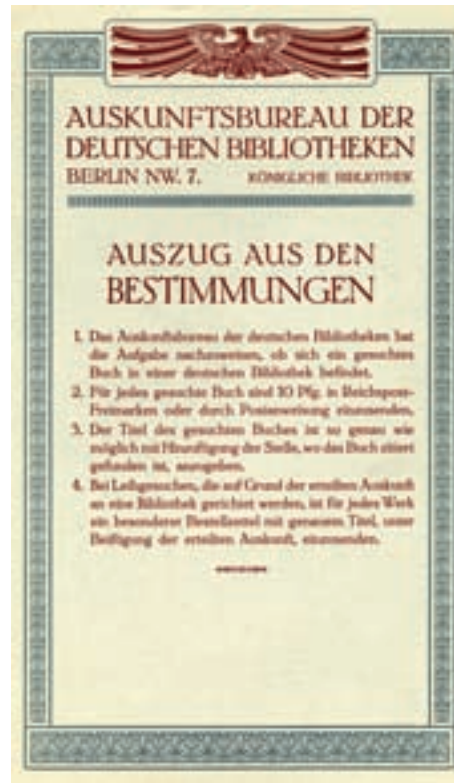 AUSKUNFTSBUREAU DER
DEUTSCHEN BIBLIOTHEKEN
BERLIN NW. 7. KÖNIGLICHE BIBLIOTHEK
AUSZUG AUS DEN
BESTIMMUNGEN
1. Das Auskunftsbureau der deutschen Bibliotheken hat
die Aufgabe nachzuweisen, ob sich ein gesuchtes
Buch in einer deutschen Bibliothek befindet.
2. Für jedes gesuchte Buch sind 10 Pfg. in Reichspost-
Freimarken oder durch Postanweisung einzusenden.
3. Der Titel des gesuchten Buches ist so genau wie
möglich mit Hinzufügung der Stelle, wo das Buch zitiert
gefunden ist, anzugeben.
4. Bei Leihgesuchen, die auf Grund der erteilten Auskunft
an eine Bibliothek gerichtet werden, ist für jedes Werk
ein besonderer Bestellzettel mit genauem Titel, unter
Beifügung der erteilten Auskunft, einzusenden.